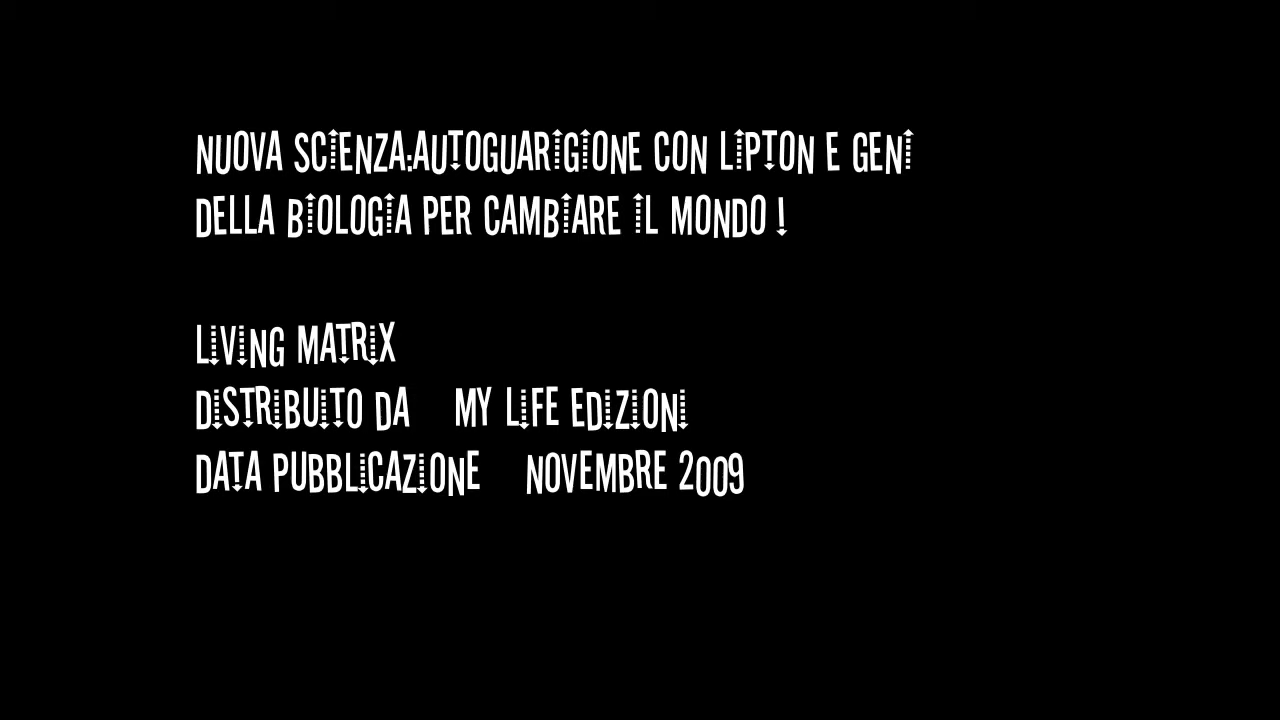 NUOVA SCIENZA:AUTOGUARIGIONE CON LIPTON E GENI
DELLA BIOLOGIA PER CAMBIARE IL MONDO !
LIVING MATRIX
DISTRIBUITO DA MY LIFE EDIZIONI
DATA PUBBLICAZIONE NOVEMBRE 2009